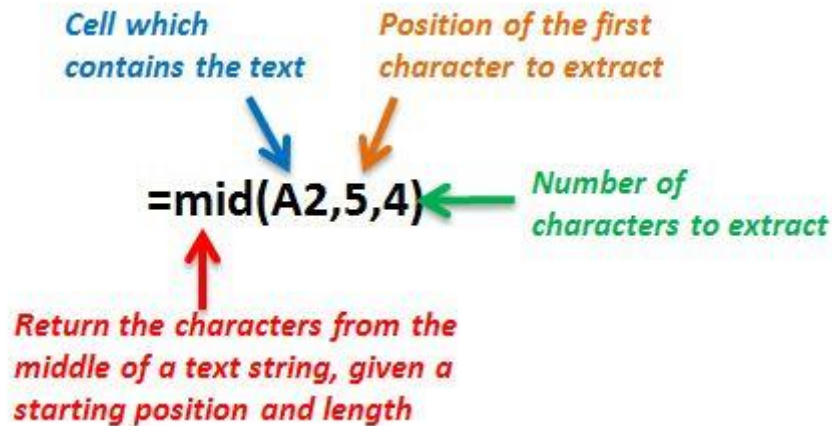 Cell which
contains the text
Position of the first
character to extract
=mid(A2,5,4)
Number of
characters to extract
Return the characters from the
middle of a text string, given a
starting position and length